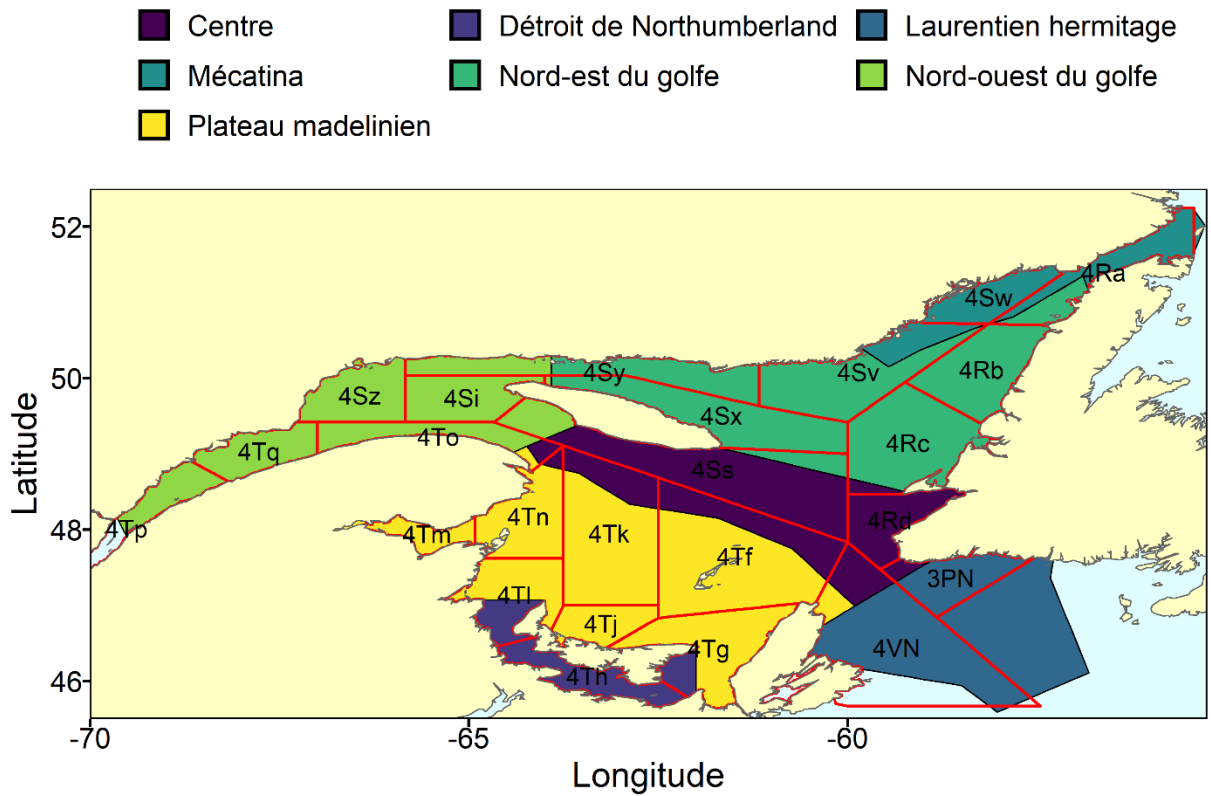 Centre Détroit de Northumberland Laurentien hermitage
Mécatina Nord-est du golfe Nord-ouest du golfe
Plateau madelinien
52
4Ra
4Sw
50
4Sy 4Sv 4Rb
4Sz 4Si
4Sx
4Tq 4To 4Rc
4Ss
48
4Tp 4Tm 4Tn 4Tk 4Rd
4Tf
3PN
4Tl
4Tj
4Tg 4VN
46
4Th
-70 -65 -60
Latitude
Longitude